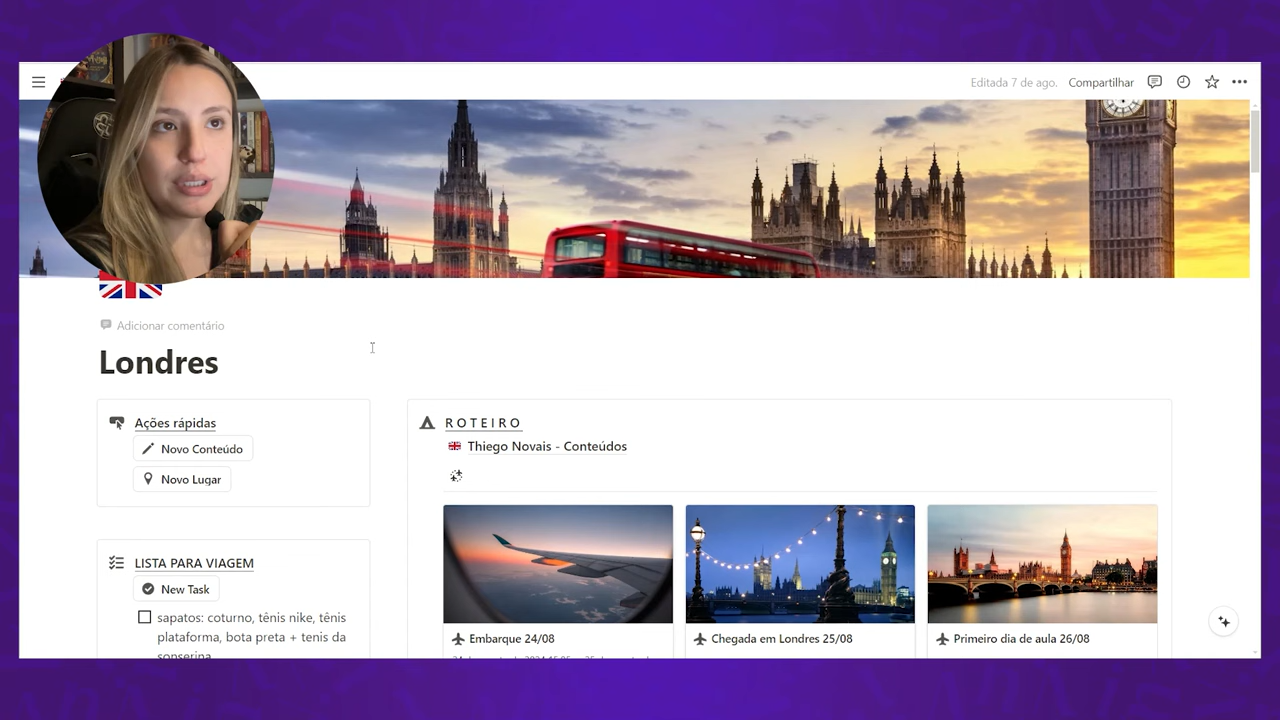 Editada 7 de ago.
Compartilhar
Adicionar comentário
Londres
Ações rápidas
Novo Conteúdo
Novo Lugar
LISTA PARA VIAGEM
New Task
sapatos: coturno, tênis nike, tênis
plataforma, bota preta + tenis da
sonserina
ROTEIRO
Thiego Novais - Conteúdos
Embarque 24/08
Chegada em Londres 25/08
Primeiro dia de aula 26/08